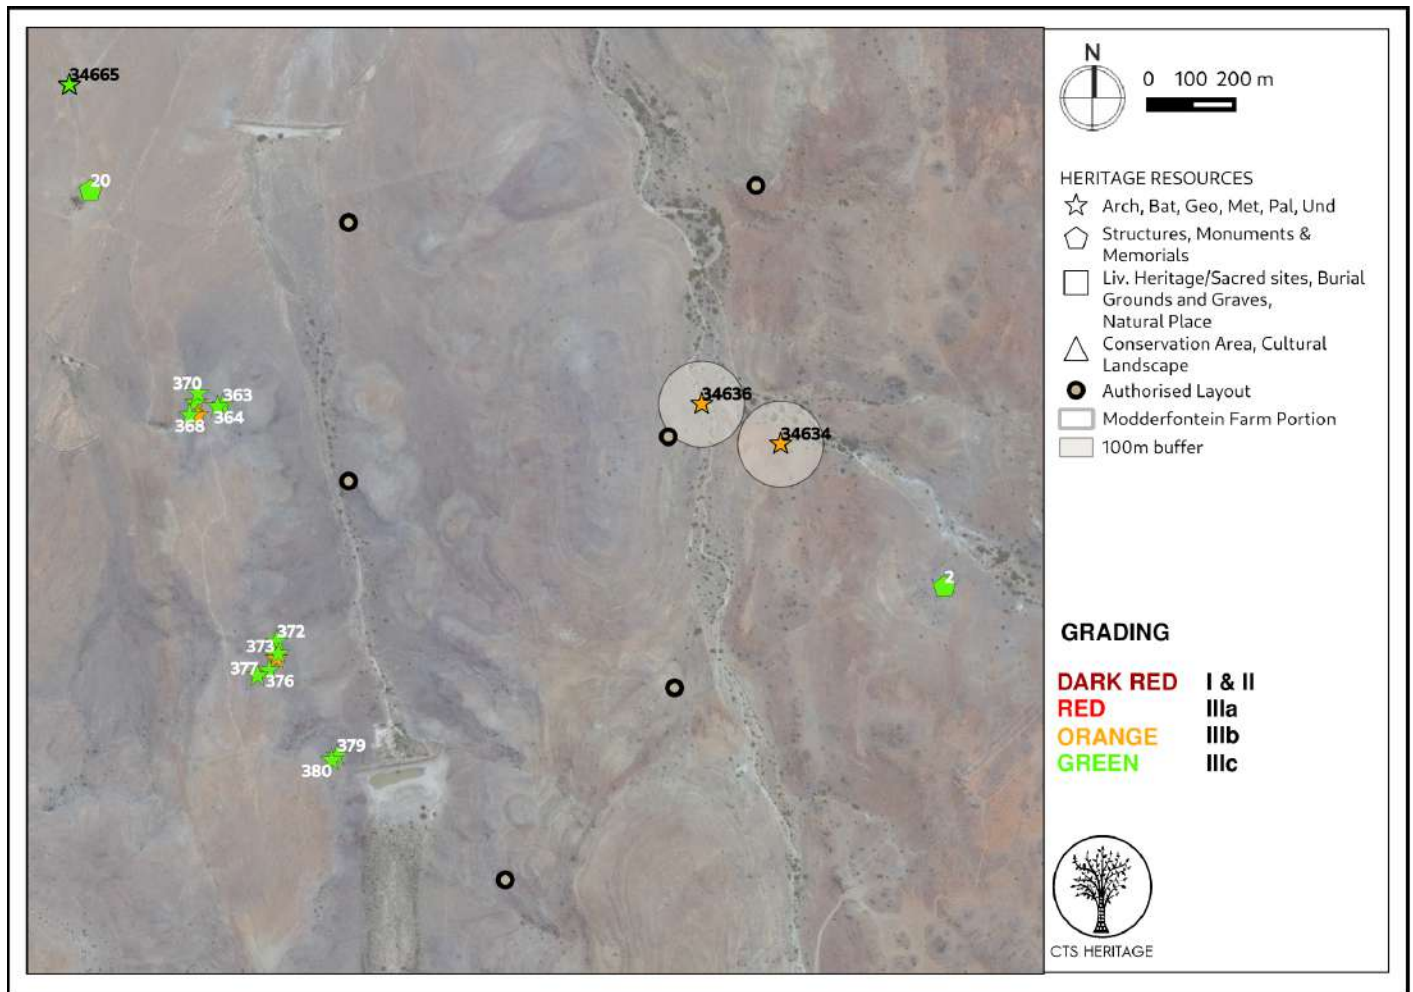 34665
20
370
363
364
368
34636
34634
2
372
373
377
376
379
380
N
0 100 200 m
HERITAGE RESOURCES
Arch, Bat, Geo, Met, Pal, Und
Structures, Monuments &
Memorials
Liv. Heritage/Sacred sites, Burial
Grounds and Graves,
Natural Place
Conservation Area, Cultural
Landscape
Authorised Layout
Modderfontein Farm Portion
100m buffer
GRADING
DARK RED I & II
RED IIIa
ORANGE IIIb
GREEN IIIc
CTS HERITAGE